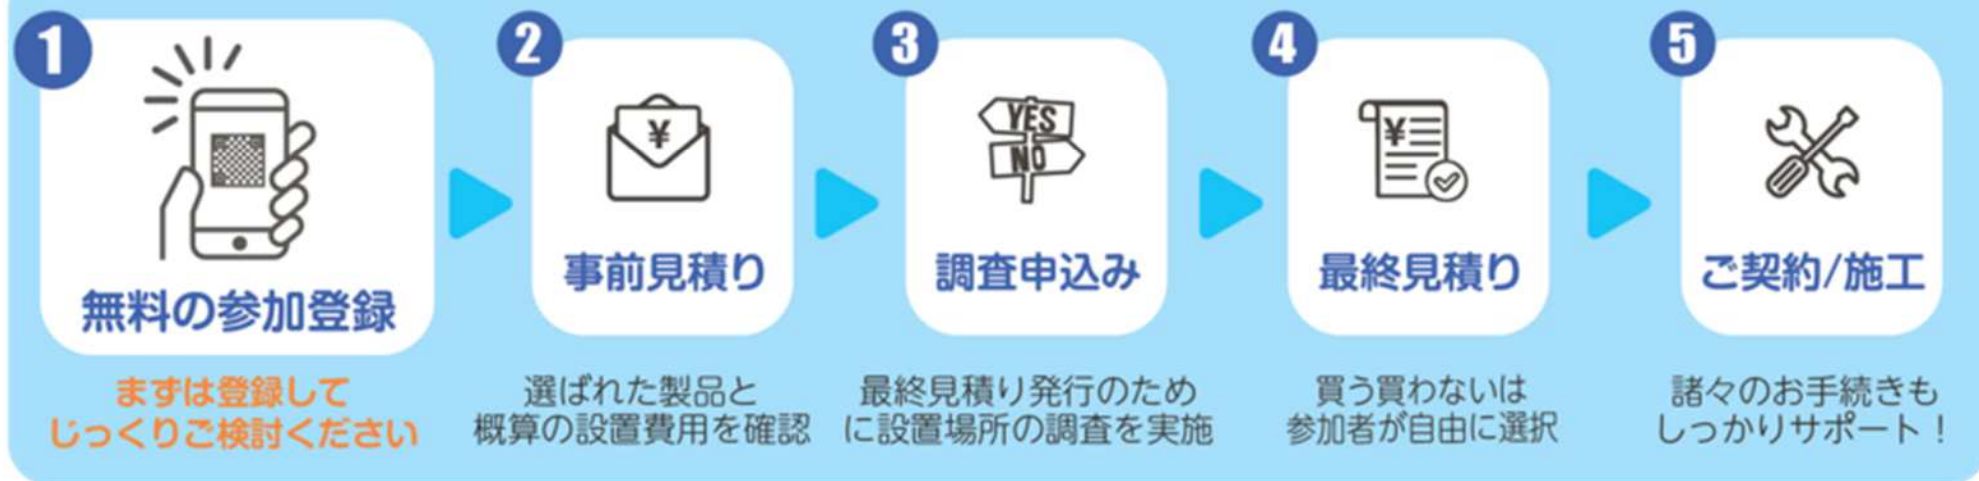 1
無料の参加登録
まずは登録して
じっくりご検討ください
2
¥
事前見積り
選ばれた製品と
概算の設置費用を確認
3
YES
NO
調査申込み
最終見積り発行のため
に設置場所の調査を実施
4
¥
最終見積り
買う買わないは
参加者が自由に選択
5
ご契約/施工
諸々のお手続きも
しっかりサポート！